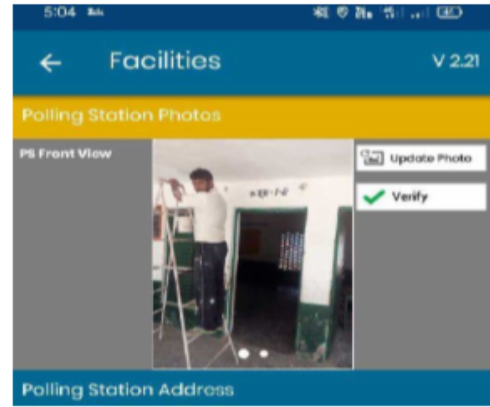 5:04
Facilities
V 2.21
Polling Station Photos
PS Front View
Update Photo
Verify
Polling Station Address